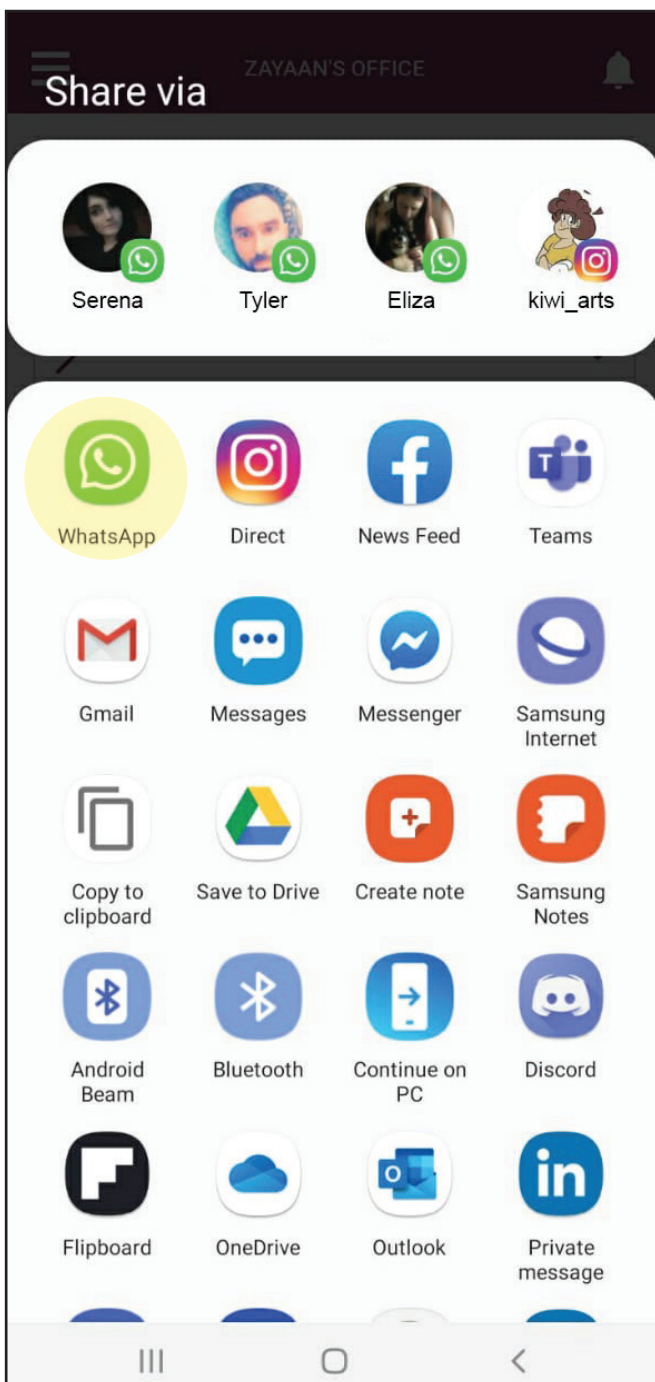 ZAYAAN'S OFFICE
Share via
Serena Tyler Eliza kiwi_arts
WhatsApp Direct News Feed Teams
Gmail Messages Messenger Samsung
Internet
Copy to Save to Drive Create note Samsung
clipboard Notes
Android Bluetooth Continue on Discord
Beam PC
Flipboard OneDrive Outlook Private
message